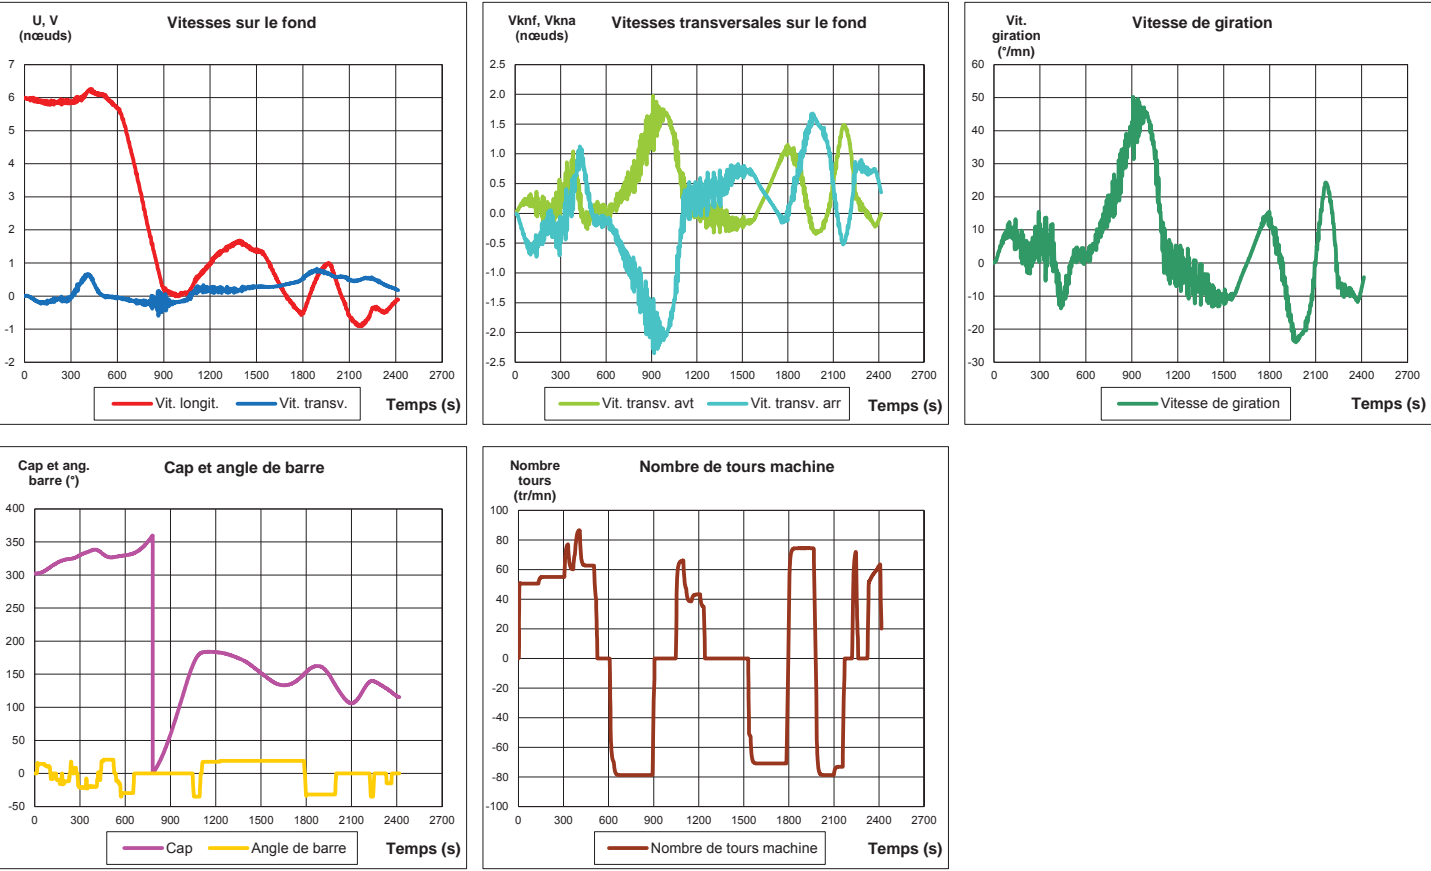 U, V
(nœuds)
Vitesses sur le fond
7
6
5
4
3
2
1
0
-1
-2
0 300 600 900 1200 1500 1800 2100 2400 2700
Vit. longit. Vit. transv. Temps (s)
Vknf, Vkna
(nœuds)
Vitesses transversales sur le fond
2.5
2.0
1.5
1.0
0.5
0.0
-0.5
-1.0
-1.5
-2.0
-2.5
0 300 600 900 1200 1500 1800 2100 2400 2700
Vit. transv. avt Vit. transv. arr Temps (s)
Vit.
giration
(°/mn)
Vitesse de giration
60
50
40
30
20
10
0
-10
-20
-30
0 300 600 900 1200 1500 1800 2100 2400 2700
Vitesse de giration Temps (s)
Cap et ang.
barre (°)
Cap et angle de barre
400
350
300
250
200
150
100
50
0
-50
0 300 600 900 1200 1500 1800 2100 2400 2700
Cap Angle de barre Temps (s)
Nombre
tours
(tr/mn)
Nombre de tours machine
100
80
60
40
20
0
-20
-40
-60
-80
-100
0 300 600 900 1200 1500 1800 2100 2400 2700
Nombre de tours machine Temps (s)